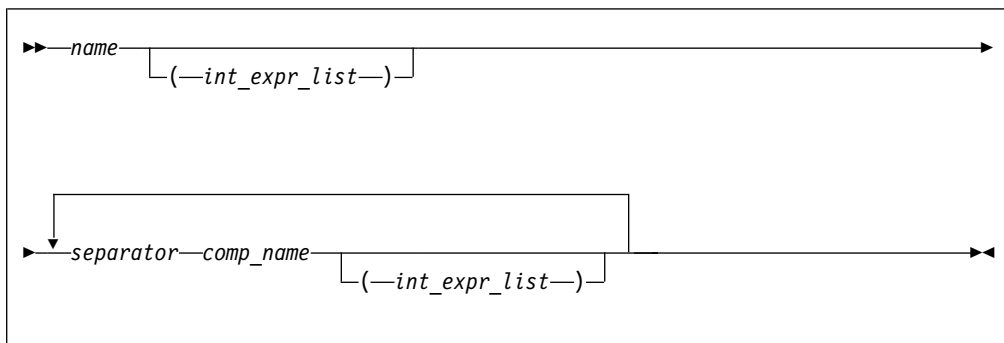 name
(int_expr_list)
separator comp_name
(int_expr_list)